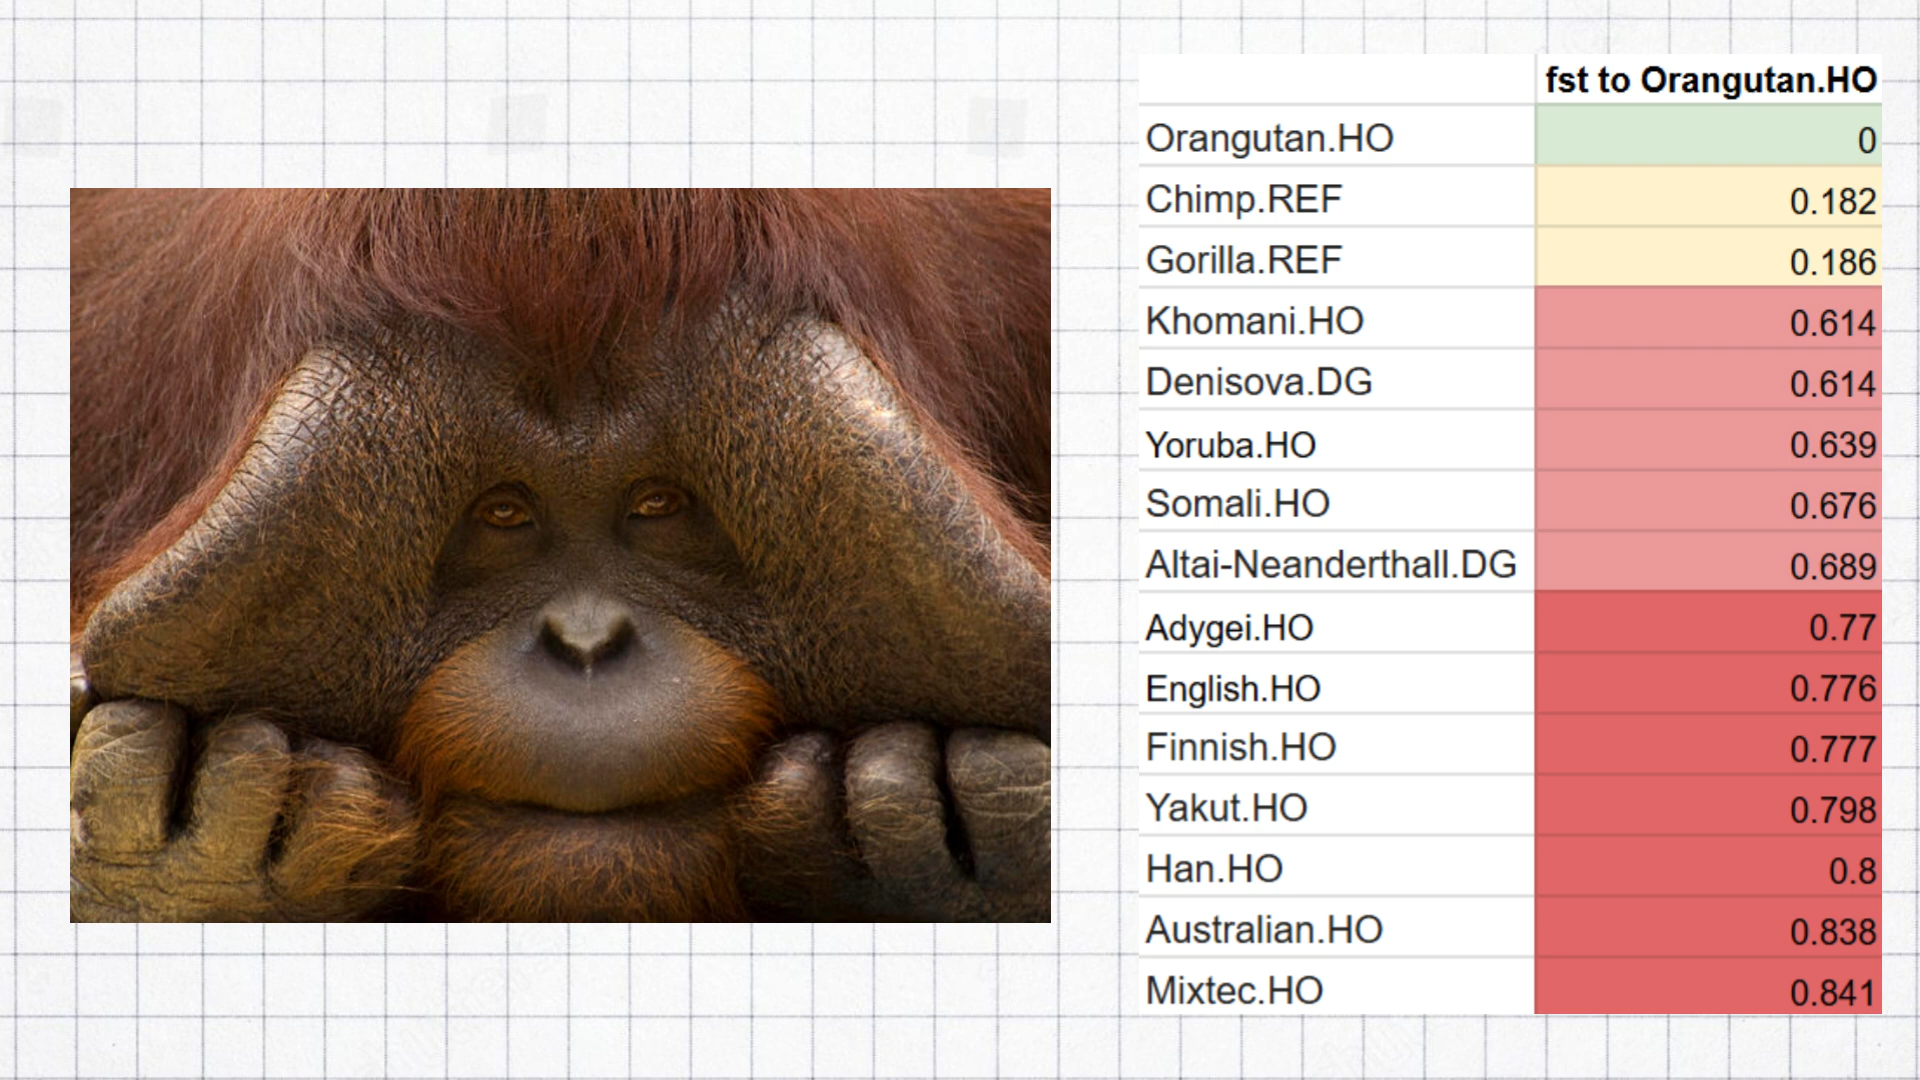 fst to Orangutan.HO
Orangutan.HO 0
Chimp.REF 0.182
Gorilla.REF 0.186
Khomani.HO 0.614
Denisova.DG 0.614
Yoruba.HO 0.639
Somali.HO 0.676
Altai-Neanderthall.DG 0.689
Adygei.HO 0.77
English.HO 0.776
Finnish.HO 0.777
Yakut.HO 0.798
Han.HO 0.8
Australian.HO 0.838
Mixtec.HO 0.841